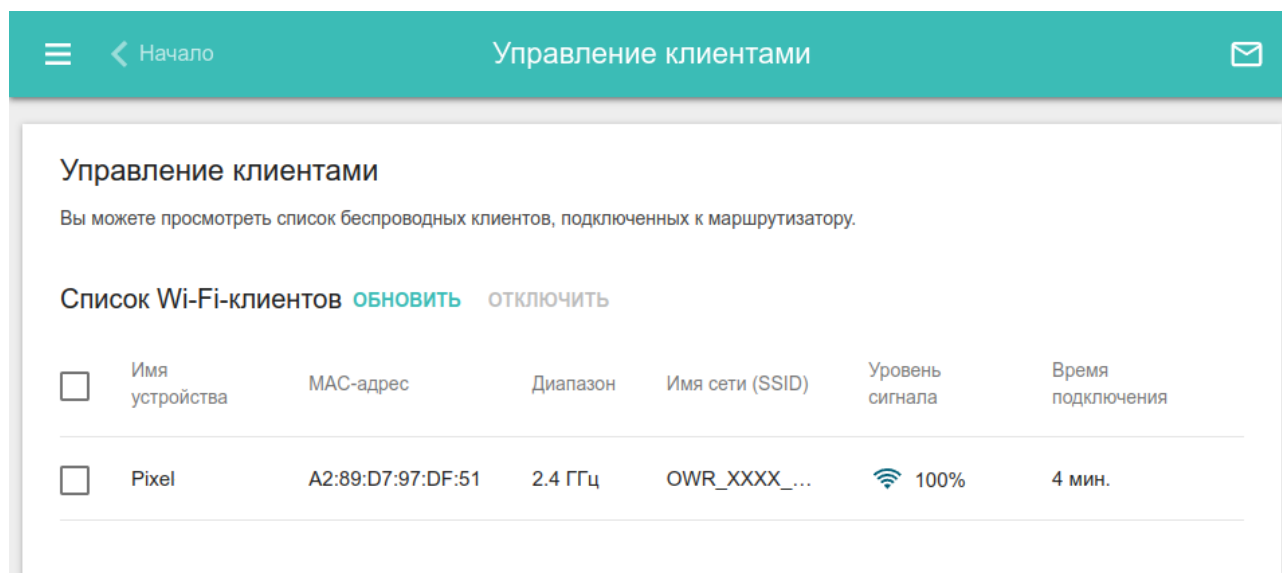 Начало
Управление клиентами
Управление клиентами
Вы можете просмотреть список беспроводных клиентов, подключенных к маршрутизатору.
Список Wi-Fi-клиентов ОБНОВИТЬ ОТКЛЮЧИТЬ
Имя устройства MAC-адрес Диапазон Имя сети (SSID) Уровень сигнала Время подключения
Pixel A2:89:D7:97:DF:51 2.4 ГГц OWR_XXXX_... 100% 4 мин.